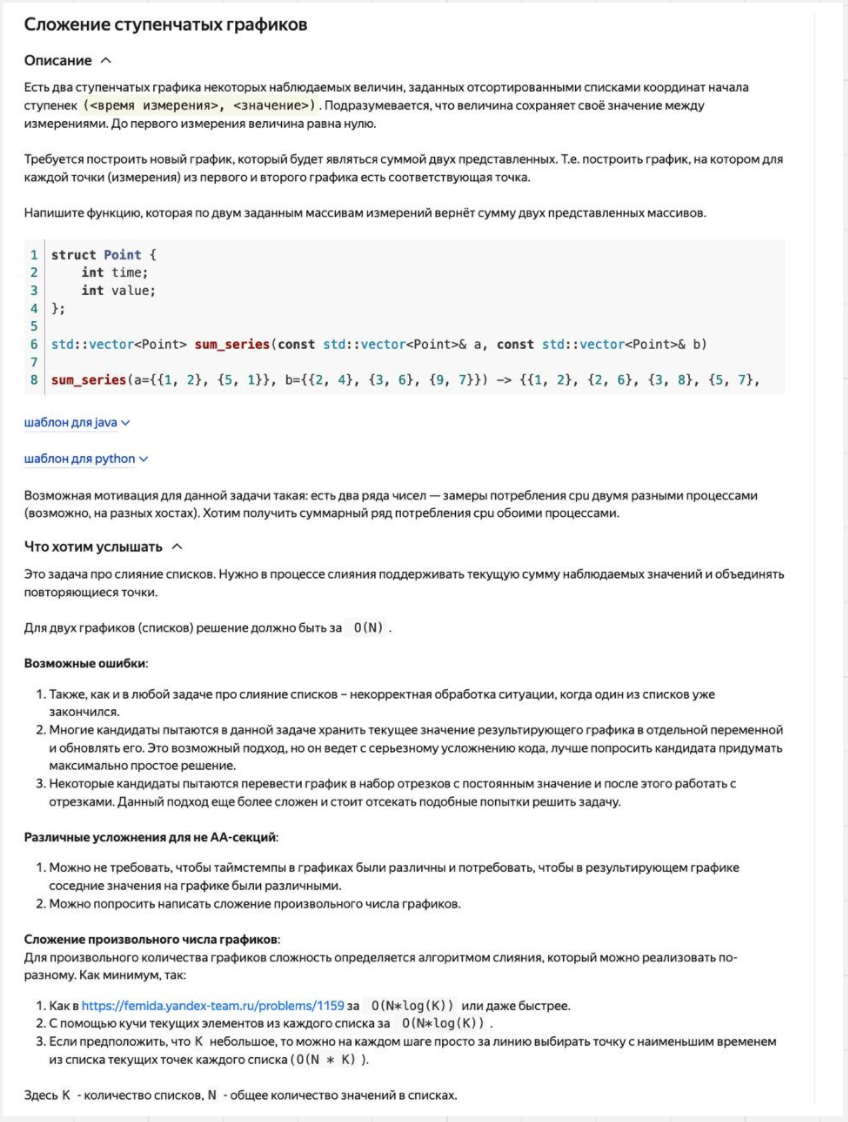 Сложение ступенчатых графиков
Описание
Есть два ступенчатых графика некоторых наблюдаемых величин, заданных отсортированными списками координат начала
ступенек (<время измерения>, <значение>). Подразумевается, что величина сохраняет своё значение между
измерениями. До первого измерения величина равна нулю.
Требуется построить новый график, который будет являться суммой двух представленных. Т.е. построить график, на котором для
каждой точки (измерения) из первого и второго графика есть соответствующая точка.
Напишите функцию, которая по двум заданным массивам измерений вернёт сумму двух представленных массивов.
1 struct Point {
2     int time;
3     int value;
4 };
5
6 std::vector<Point> sum_series(const std::vector<Point>& a, const std::vector<Point>& b)
7
8 sum_series(a={{1, 2}, {5, 1}}, b={{2, 4}, {3, 6}, {9, 7}}) -> {{1, 2}, {2, 6}, {3, 8}, {5, 7},
шаблон для java
шаблон для python
Возможная мотивация для данной задачи такая: есть два ряда чисел — замеры потребления cpu двумя разными процессами
(возможно, на разных хостах). Хотим получить суммарный ряд потребления cpu обоими процессами.
Что хотим услышать
Это задача про слияние списков. Нужно в процессе слияния поддерживать текущую сумму наблюдаемых значений и объединять
повторяющиеся точки.
Для двух графиков (списков) решение должно быть за O(N) .
Возможные ошибки:
1. Также, как и в любой задаче про слияние списков – некорректная обработка ситуации, когда один из списков уже
закончился.
2. Многие кандидаты пытаются в данной задаче хранить текущее значение результирующего графика в отдельной переменной
и обновлять его. Это возможный подход, но он ведет с серьезному усложнению кода, лучше попросить кандидата придумать
максимально простое решение.
3. Некоторые кандидаты пытаются перевести график в набор отрезков с постоянным значение и после этого работать с
отрезками. Данный подход еще более сложен и стоит отсекать подобные попытки решить задачу.
Различные усложнения для не АА-секций:
1. Можно не требовать, чтобы таймстемпы в графиках были различны и потребовать, чтобы в результирующем графике
соседние значения на графике были различными.
2. Можно попросить написать сложение произвольного числа графиков.
Сложение произвольного числа графиков:
Для произвольного количества графиков сложность определяется алгоритмом слияния, который можно реализовать по-
разному. Как минимум, так:
1. Как в https://femida.yandex-team.ru/problems/1159 за O(N*log(K)) или даже быстрее.
2. С помощью кучи текущих элементов из каждого списка за O(N*log(K)) .
3. Если предположить, что K небольшое, то можно на каждом шаге просто за линию выбирать точку с наименьшим временем
из списка текущих точек каждого списка (O(N * K) ).
Здесь K - количество списков, N - общее количество значений в списках.